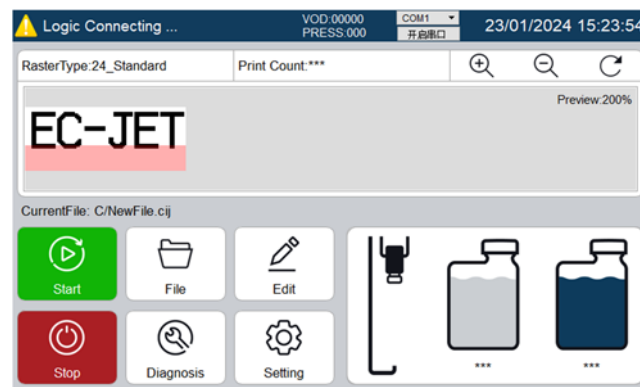 Logic Connecting ...
VOD:00000
PRESS:000
COM1
开启串口
23/01/2024 15:23:54
RasterType:24_Standard
Print Count:***
Preview:200%
EC-JET
CurrentFile: C/NewFile.cij
Start
File
Edit
Stop
Diagnosis
Setting
***
***